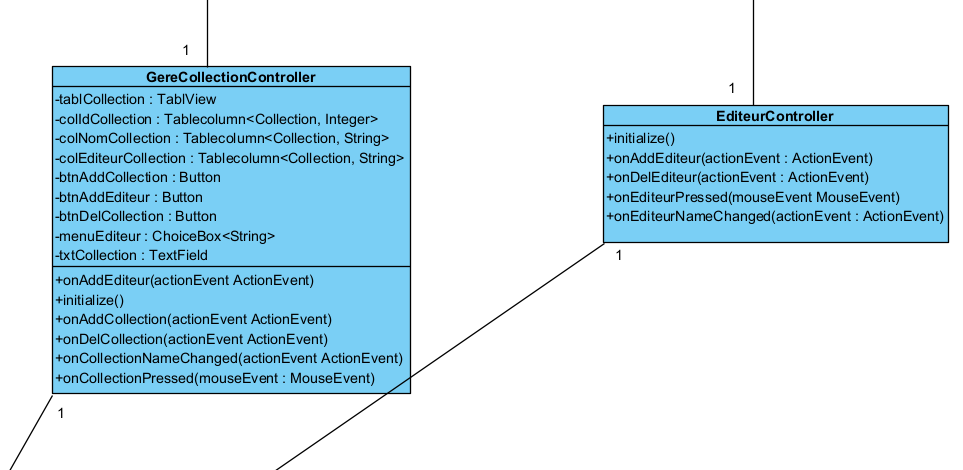 1
GereCollectionController
-tablCollection : TablView
-colIdCollection : Tablecolumn<Collection, Integer>
-colNomCollection : Tablecolumn<Collection, String>
-colEditeurCollection : Tablecolumn<Collection, String>
-btnAddCollection : Button
-btnAddEditeur : Button
-btnDelCollection : Button
-menuEditeur : ChoiceBox<String>
-txtCollection : TextField
+onAddEditeur(actionEvent ActionEvent)
+initialize()
+onAddCollection(actionEvent ActionEvent)
+onDelCollection(actionEvent ActionEvent)
+onCollectionNameChanged(actionEvent ActionEvent)
+onCollectionPressed(mouseEvent : MouseEvent)
1
1
EditeurController
+initialize()
+onAddEditeur(actionEvent : ActionEvent)
+onDelEditeur(actionEvent : ActionEvent)
+onEditeurPressed(mouseEvent MouseEvent)
+onEditeurNameChanged(actionEvent : ActionEvent)
1